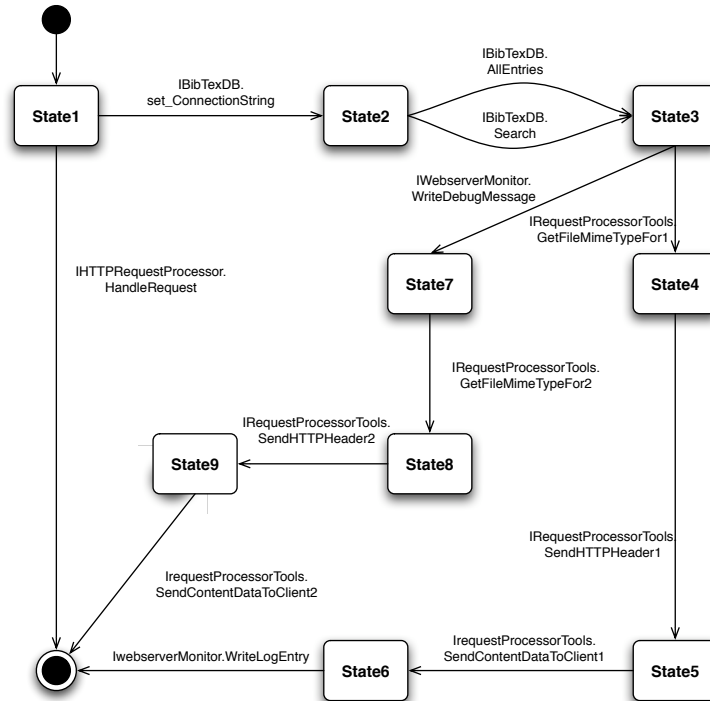 IBibTexDB.
set_ConnectionString
IBibTexDB.
AllEntries
State1
State2
IBibTexDB.
Search
State3
IWebserverMonitor.
WriteDebugMessage
IRequestProcessorTools.
GetFileMimeTypeFor1
IHTTPRequestProcessor.
HandleRequest
State7
State4
IRequestProcessorTools.
GetFileMimeTypeFor2
IRequestProcessorTools.
SendHTTPHeader2
State9
State8
IRequestProcessorTools.
SendHTTPHeader1
IrequestProcessorTools.
SendContentDataToClient2
IwebserverMonitor.WriteLogEntry
State6
IrequestProcessorTools.
SendContentDataToClient1
State5